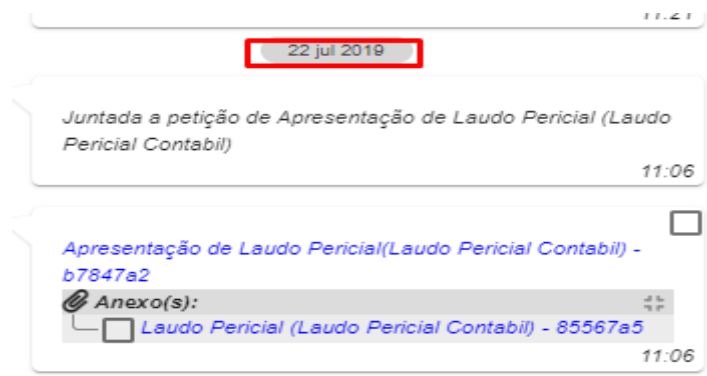 11:21
22 jul 2019
Juntada a petição de Apresentação de Laudo Pericial (Laudo
Pericial Contabil)
11:06
Apresentação de Laudo Pericial(Laudo Pericial Contabil) -
b7847a2
Anexo(s):
Laudo Pericial (Laudo Pericial Contabil) - 85567a5
11:06